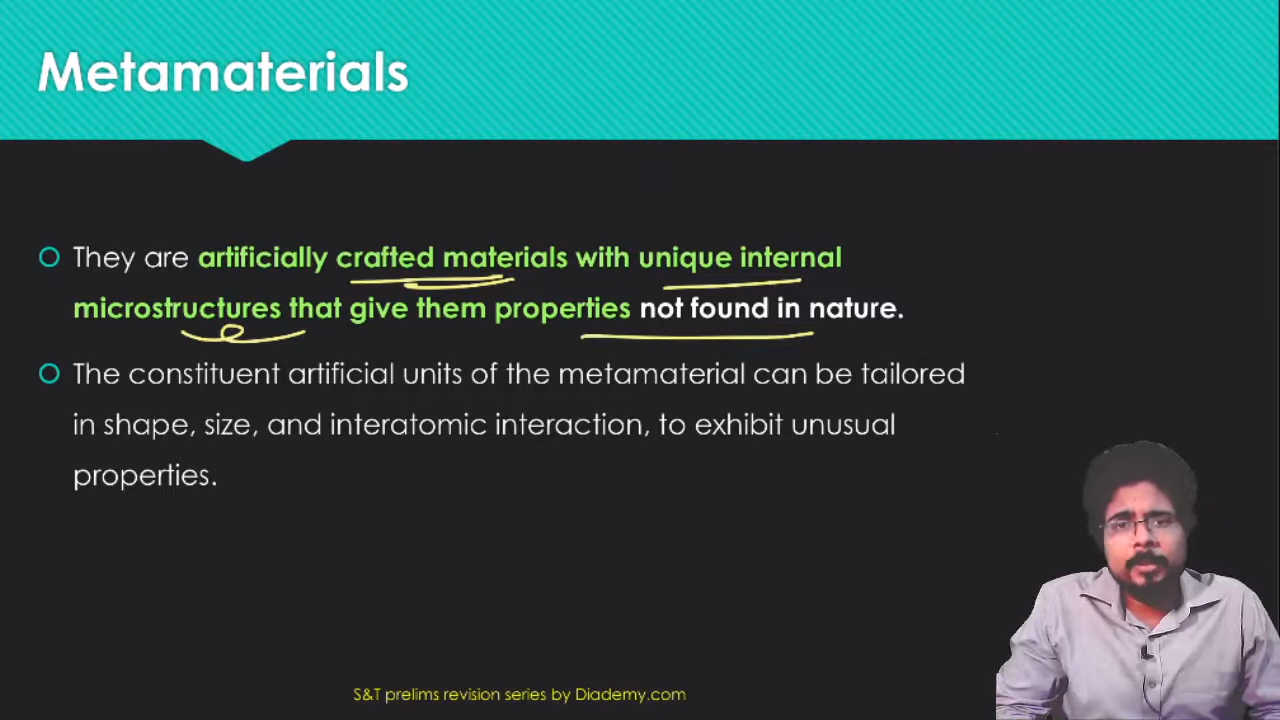 Metamaterials
They are artificially crafted materials with unique internal
microstructures that give them properties not found in nature.
The constituent artificial units of the metamaterial can be tailored
in shape, size, and interatomic interaction, to exhibit unusual
properties.
S&T prelims revision series by Diademy.com